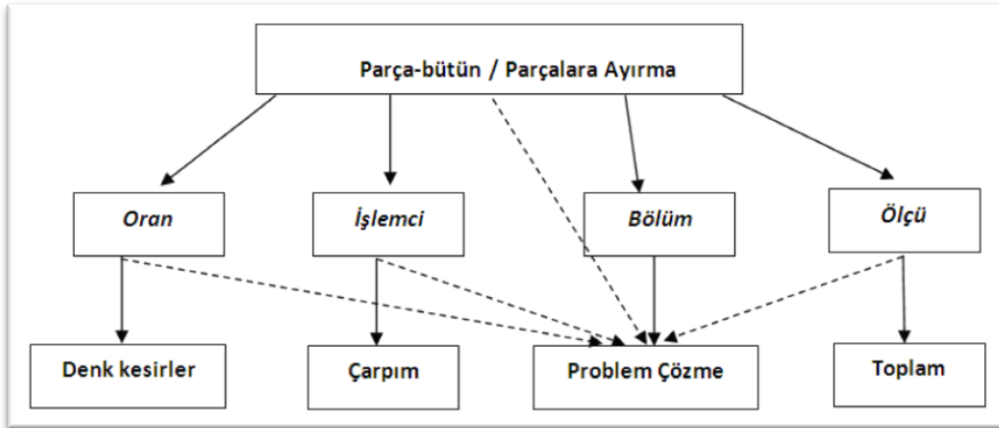 Parça-bütün / Parçalara Ayırma
Oran
İşlemci
Bölüm
Ölçü
Denk kesirler
Çarpım
Problem Çözme
Toplam